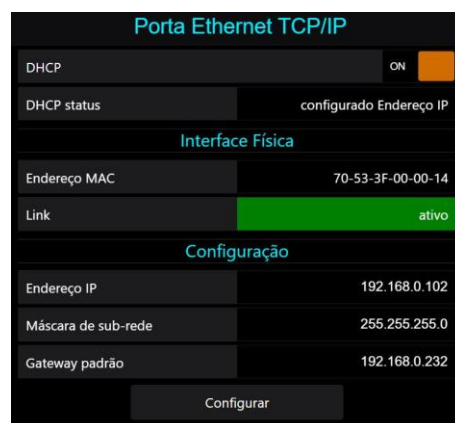 Porta Ethernet TCP/IP
DHCP ON
DHCP status configurado Endereço IP
Interface Física
Endereço MAC 70-53-3F-00-00-14
Link ativo
Configuração
Endereço IP 192.168.0.102
Máscara de sub-rede 255.255.255.0
Gateway padrão 192.168.0.232
Configurar